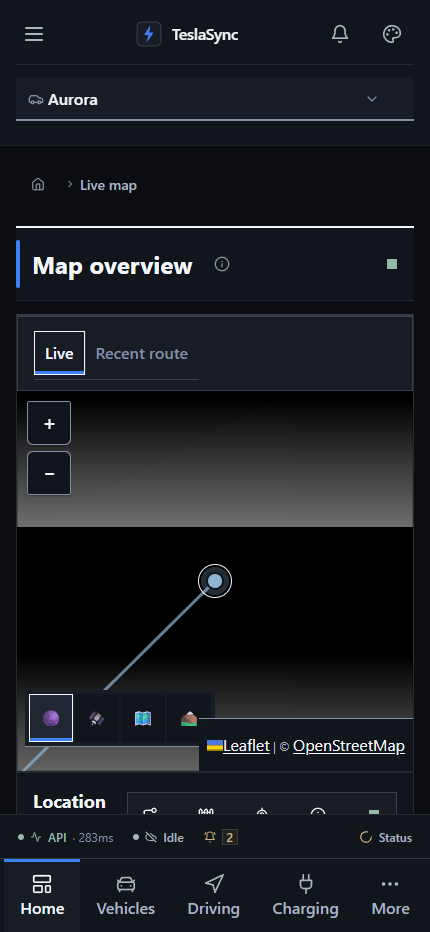 TeslaSync
Aurora
Live map
Map overview
Live
Recent route
+
−
Leaflet | © OpenStreetMap
Location
API · 283ms
Idle
2
Status
Home
Vehicles
Driving
Charging
More